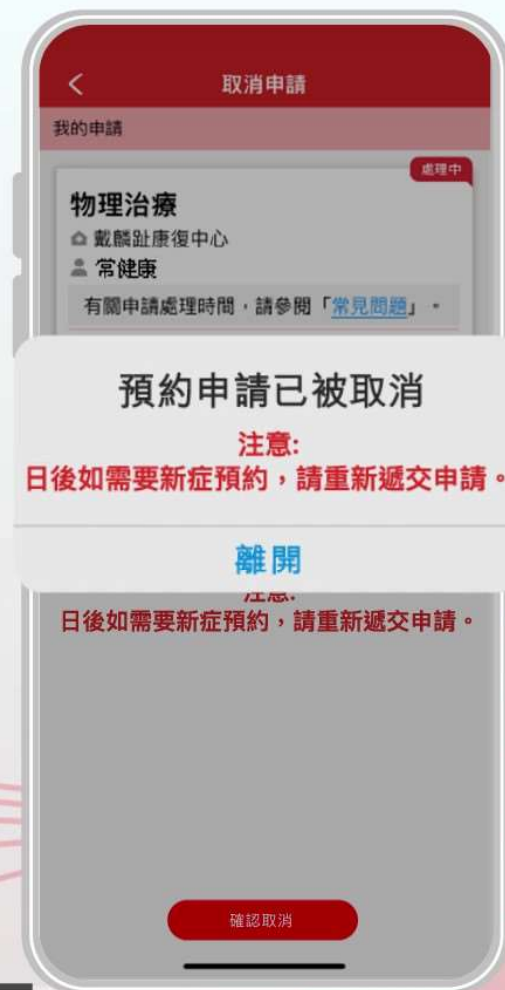 取消申請
我的申請
處理中
物理治療
戴麟趾康復中心
常健康
有關申請處理時間，請參閱「常見問題」。
預約申請已被取消
注意:
日後如需要新症預約，請重新遞交申請。
離開
注意:
日後如需要新症預約，請重新遞交申請。
確認取消